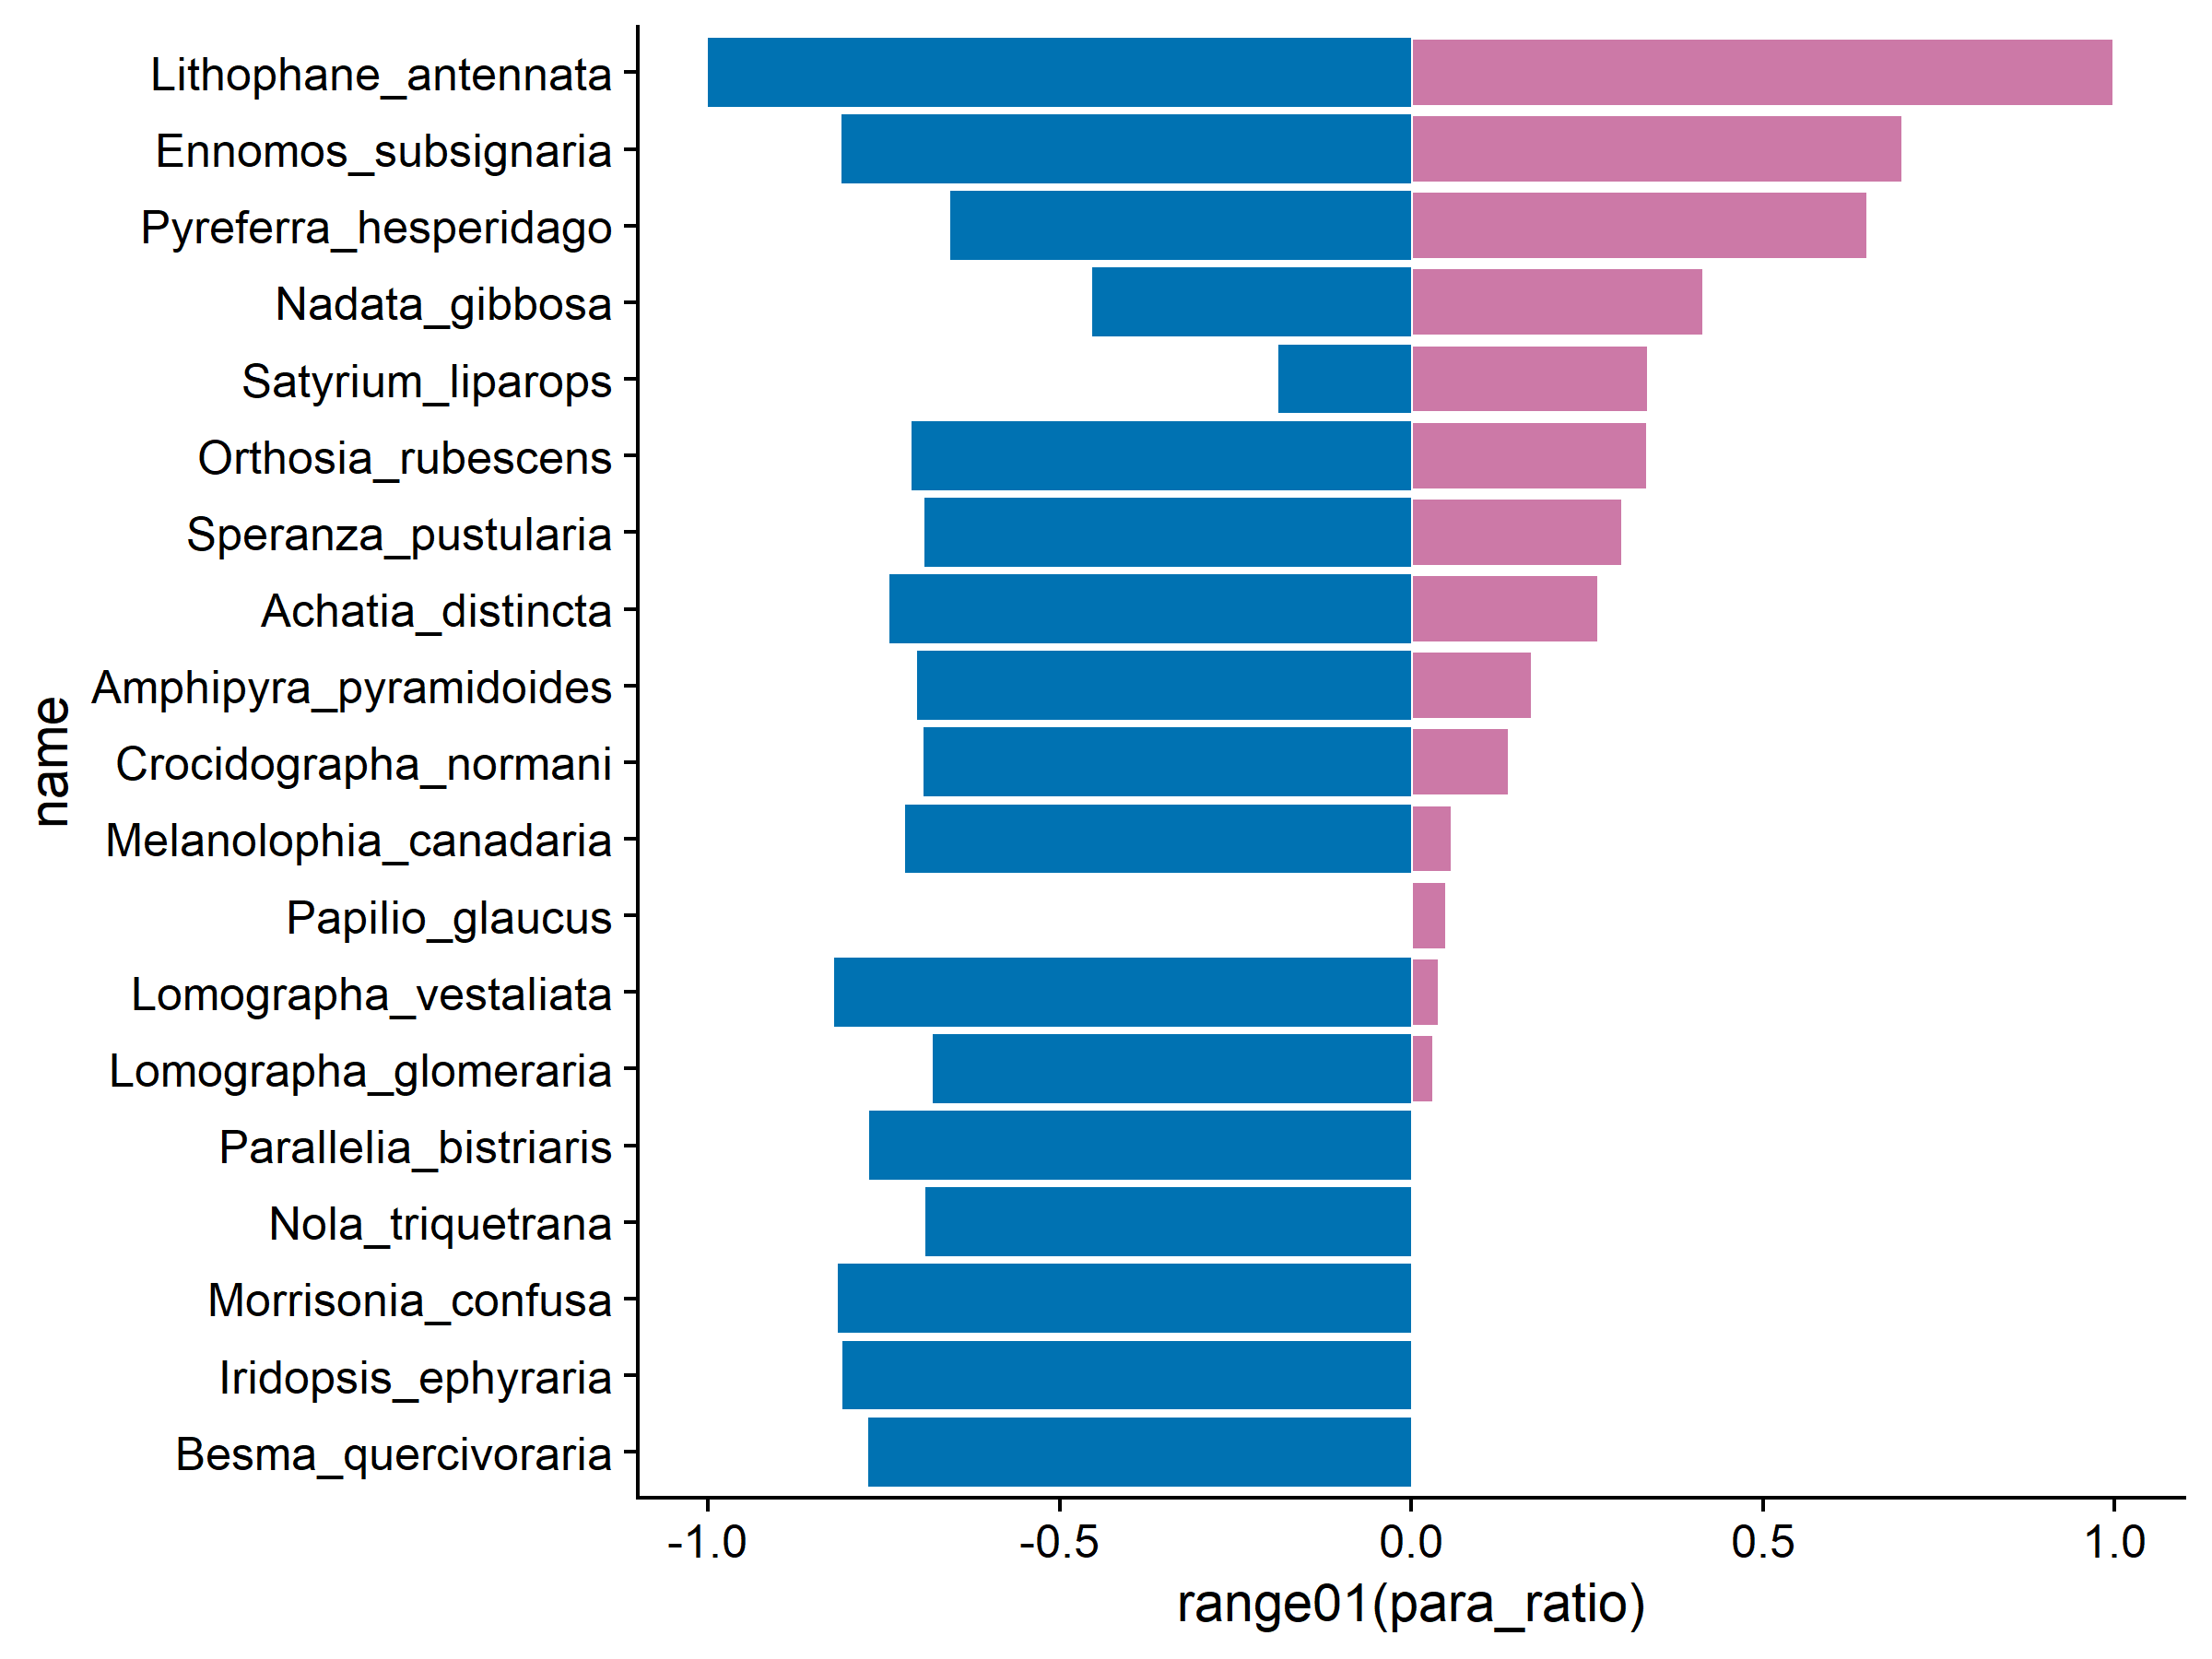 Lithophane_antennata
Ennomos_subsignaria
Pyreferra_hesperidago
Nadata_gibbosa
Satyrium_liparops
Orthosia_rubescens
Speranza_pustularia
Achatia_distincta
Amphipyra_pyramidoides
Crocidographa_normani
Melanolophia_canadaria
Papilio_glaucus
Lomographa_vestaliata
Lomographa_glomeraria
Parallelia_bistriaris
Nola_triquetrana
Morrisonia_confusa
Iridopsis_ephyraria
Besma_quercivoraria
name
-1.0 -0.5 0.0 0.5 1.0
range01(para_ratio)